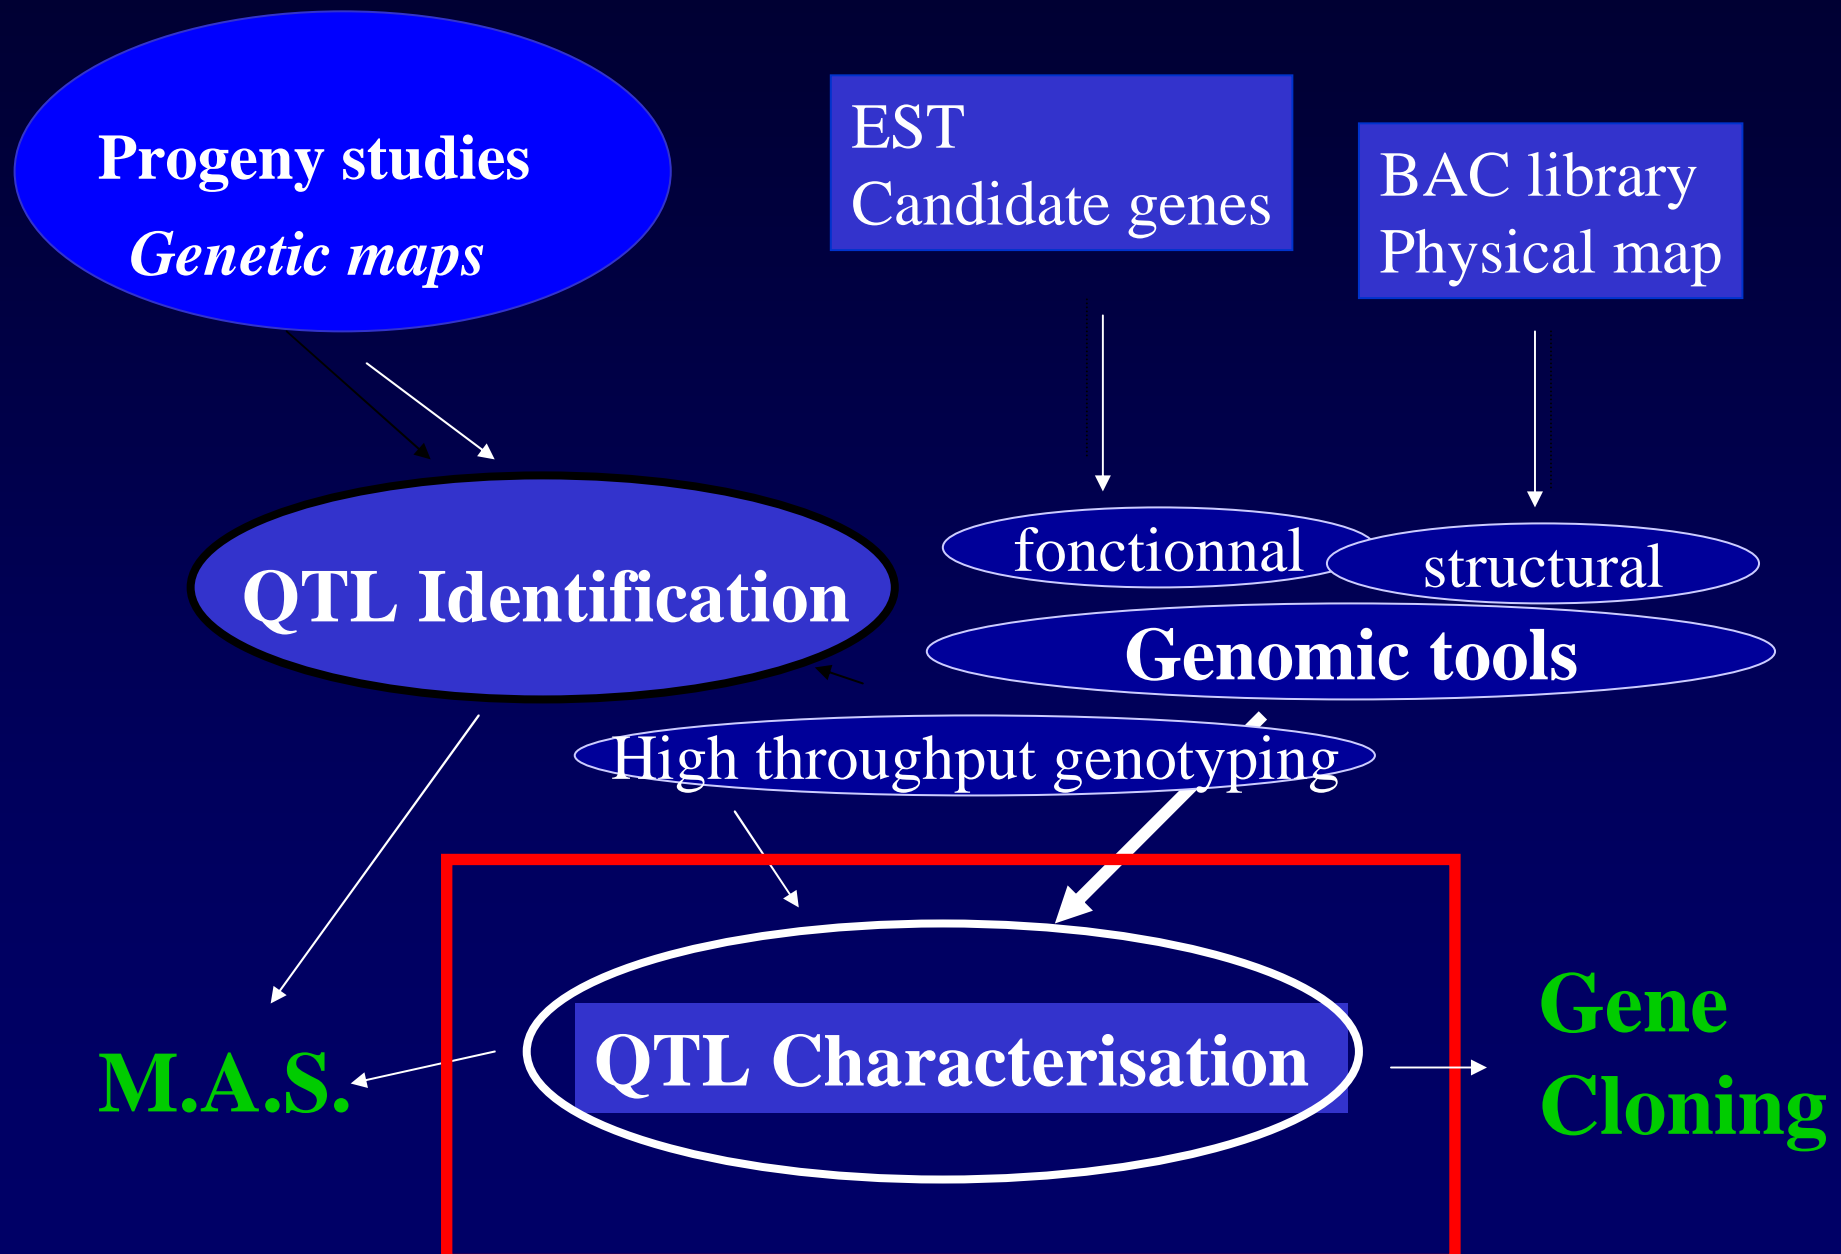 Progeny studies
Genetic maps
EST
Candidate genes
BAC library
Physical map
QTL Identification
fonctionnal
structural
Genomic tools
High throughput genotyping
QTL Characterisation
M.A.S.
Gene
Cloning